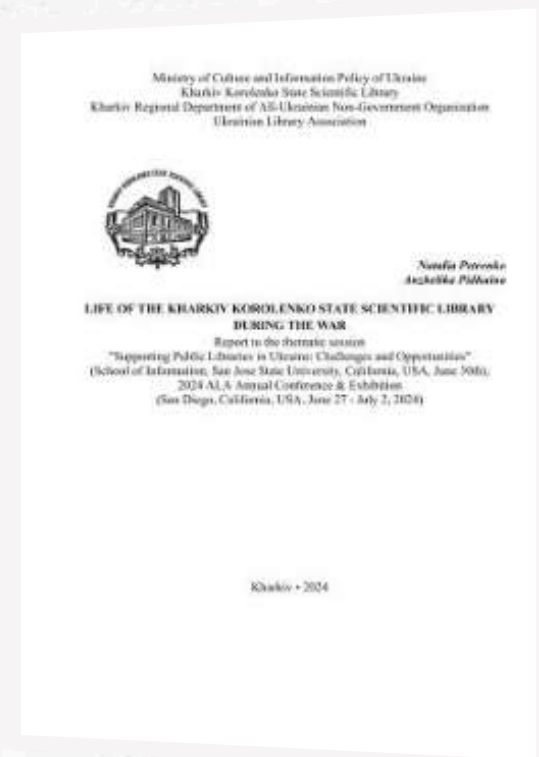 Ministry of Culture and Information Policy of Ukraine
Kharkiv Korolenko State Scientific Library
Kharkiv Regional Department of All-Ukrainian Non-Government Organization
Ukrainian Library Association
Natalia Petrenko
Anzhelika Pidhaina
LIFE OF THE KHARKIV KOROLENKO STATE SCIENTIFIC LIBRARY
DURING THE WAR
Report to the thematic session
"Supporting Public Libraries in Ukraine: Challenges and Opportunities"
(School of Information, San Jose State University, California, USA, June 30th),
2024 ALA Annual Conference & Exhibition
(San Diego, California, USA, June 27 - July 2, 2024)
Kharkiv • 2024